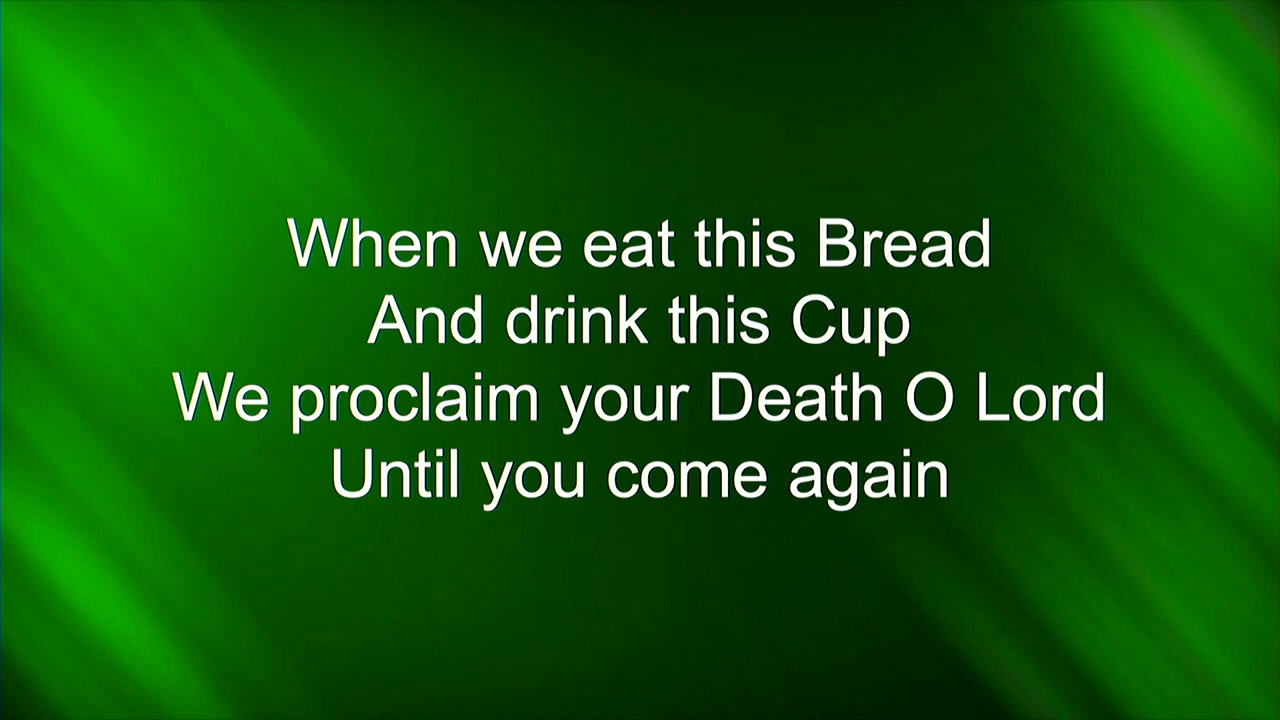 When we eat this Bread
And drink this Cup
We proclaim your Death O Lord
Until you come again